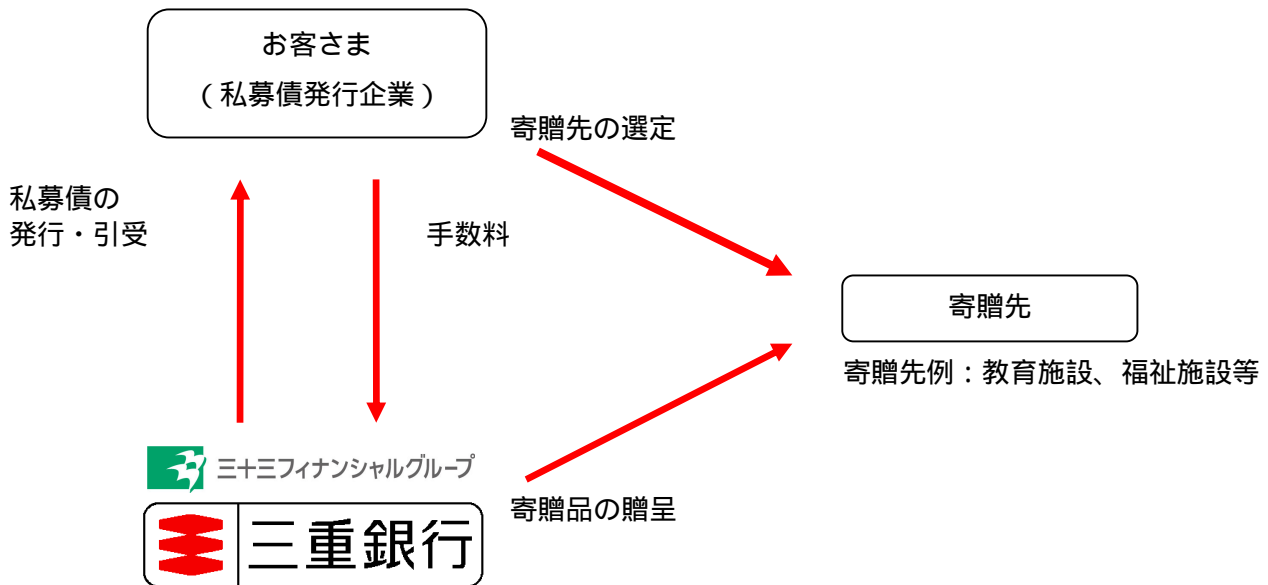 お客さま
（私募債発行企業）
寄贈先の選定
私募債の
発行・引受
手数料
寄贈先
寄贈先例：教育施設、福祉施設等
三十三フィナンシャルグループ
三重銀行
寄贈品の贈呈